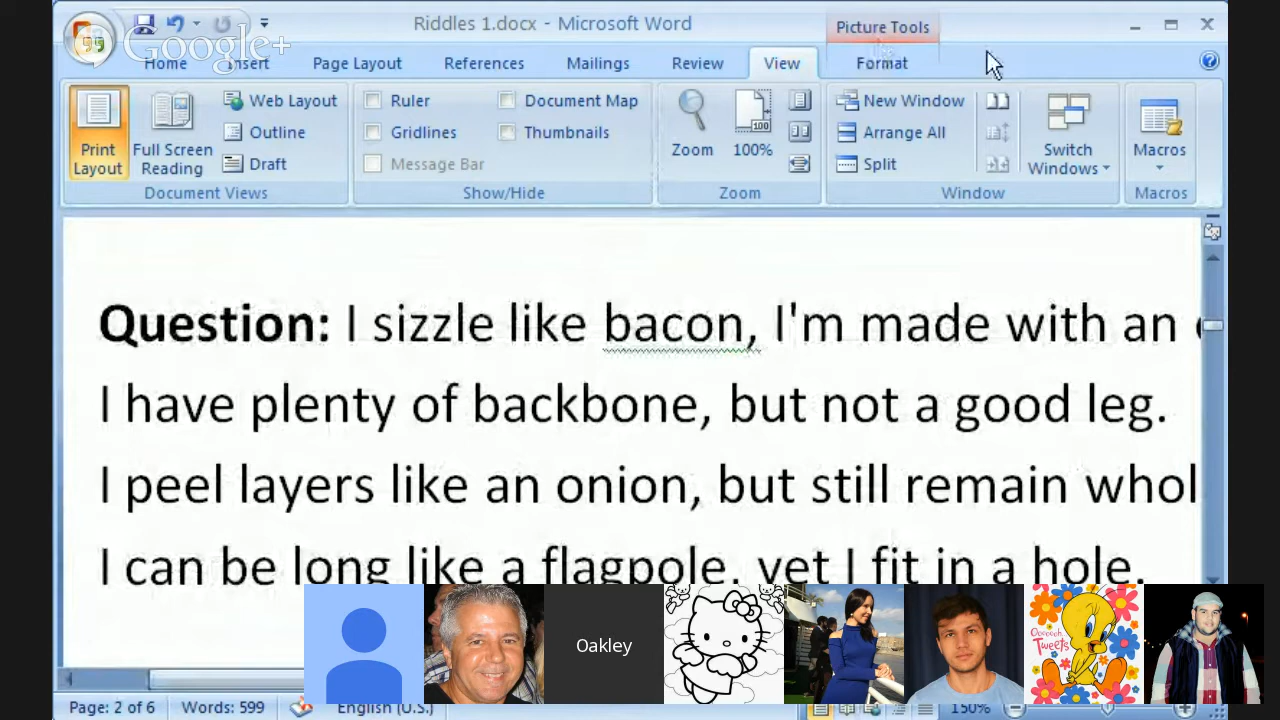 Riddles 1.docx - Microsoft Word
Picture Tools
Google+
Home Insert Page Layout References Mailings Review View Format
Print Layout
Full Screen Reading
Web Layout
Outline
Draft
Document Views
Ruler
Gridlines
Message Bar
Document Map
Thumbnails
Show/Hide
Zoom
100
100%
Zoom
New Window
Arrange All
Split
Switch Windows
Window
Macros
Macros
Question: I sizzle like bacon, I'm made with an
I have plenty of backbone, but not a good leg.
I peel layers like an onion, but still remain whol
I can be long like a flagpole, yet I fit in a hole.
Oakley
Ooooooh Tweets
Page: 2 of 6 Words: 599 English (U.S.) 150%